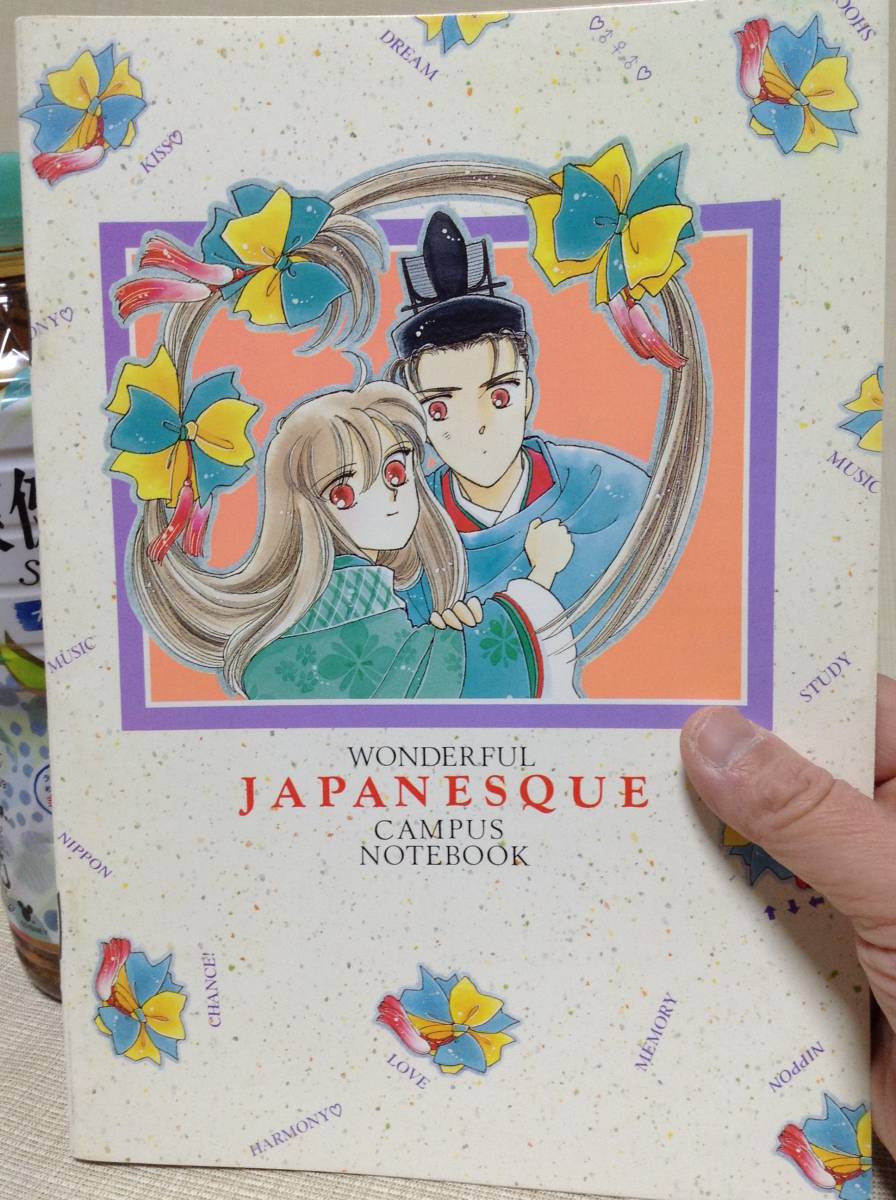 DREAM
♡♂♀♂♡
KISS♡
MUSIC
MUSIC
STUDY
WONDERFUL
JAPANESQUE
CAMPUS
NOTEBOOK
NIPPON
CHANCE!
LOVE
MEMORY
NIPPON
HARMONY♡